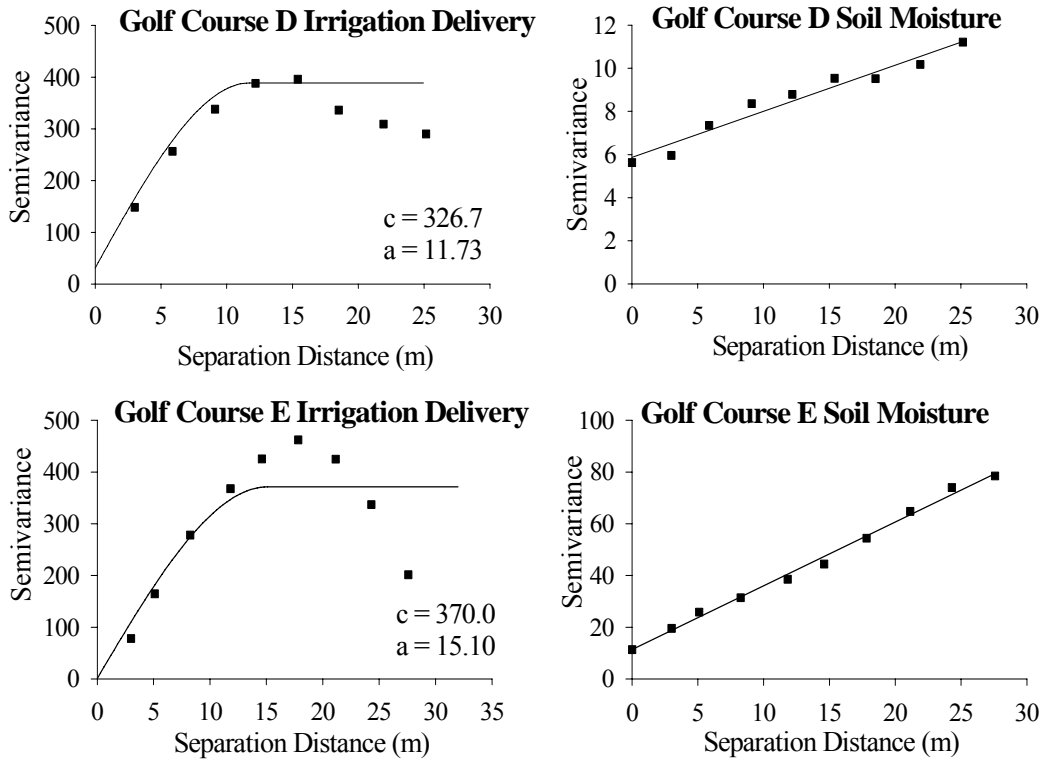 Golf Course D Irrigation Delivery
500
400
300
200
100
0
Semivariance
c = 326.7
a = 11.73
0 5 10 15 20 25 30
Separation Distance (m)
Golf Course D Soil Moisture
12
10
8
6
4
2
0
Semivariance
0 5 10 15 20 25 30
Separation Distance (m)
Golf Course E Irrigation Delivery
500
400
300
200
100
0
Semivariance
c = 370.0
a = 15.10
0 5 10 15 20 25 30 35
Separation Distance (m)
Golf Course E Soil Moisture
100
80
60
40
20
0
Semivariance
0 5 10 15 20 25 30
Separation Distance (m)